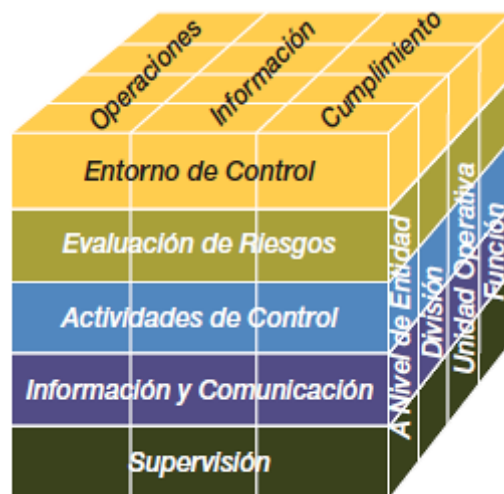 Operaciones
Información
Cumplimiento
Entorno de Control
Evaluación de Riesgos
Actividades de Control
Información y Comunicación
Supervisión
A Nivel de Entidad
División
Unidad Operativa
Función